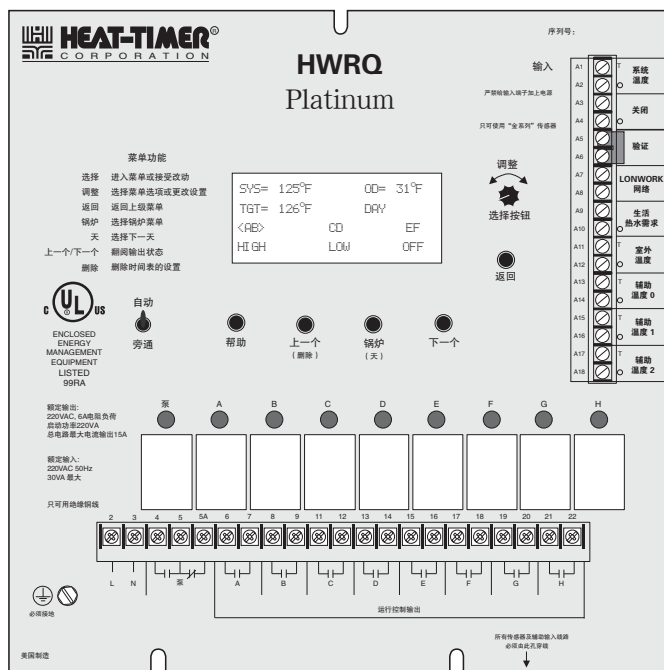 HEAT-TIMER®
CORPORATION
HWRQ
Platinum
序列号：
输入
严禁给输入端子加上电源
只可使用“金系列”传感器
A1 T 系统
A2 温度
A3 关闭
A4
A5 验证
A6
A7 LONWORK
A8 网络
A9 生活
A10 热水需求
A11 T 室外
A12 温度
A13 T 辅助
A14 温度 0
A15 T 辅助
A16 温度 1
A17 T 辅助
A18 温度 2
菜单功能
选择 进入菜单或接受改动
调整 选择菜单选项或更改设置
返回 返回上级菜单
锅炉 选择锅炉菜单
天 选择下一天
上一个/下一个 翻阅输出状态
删除 删除时间表的设置
SYS= 125°F OD= 31°F
TGT= 126°F DAY
<AB> CD EF
HIGH LOW OFF
调整
选择按钮
返回
C UL US
ENCLOSED
ENERGY
MANAGEMENT
EQUIPMENT
LISTED
99RA
自动
旁通
帮助
上一个
（删除）
锅炉
（天）
下一个
额定输出:
220VAC, 6A电阻负荷
启动功率220VA
总电路最大电流输出15A
额定输入:
220VAC 50Hz
30VA 最大
只可用绝缘铜线
泵 A B C D E F G H
2 3 4 5 5A 6 7 8 9 11 12 13 14 15 16 17 18 19 20 21 22
L N 泵 A B C D E F G H
运行控制输出
必须接地
美国制造
所有传感器及辅助输入线路
必须由此孔穿线